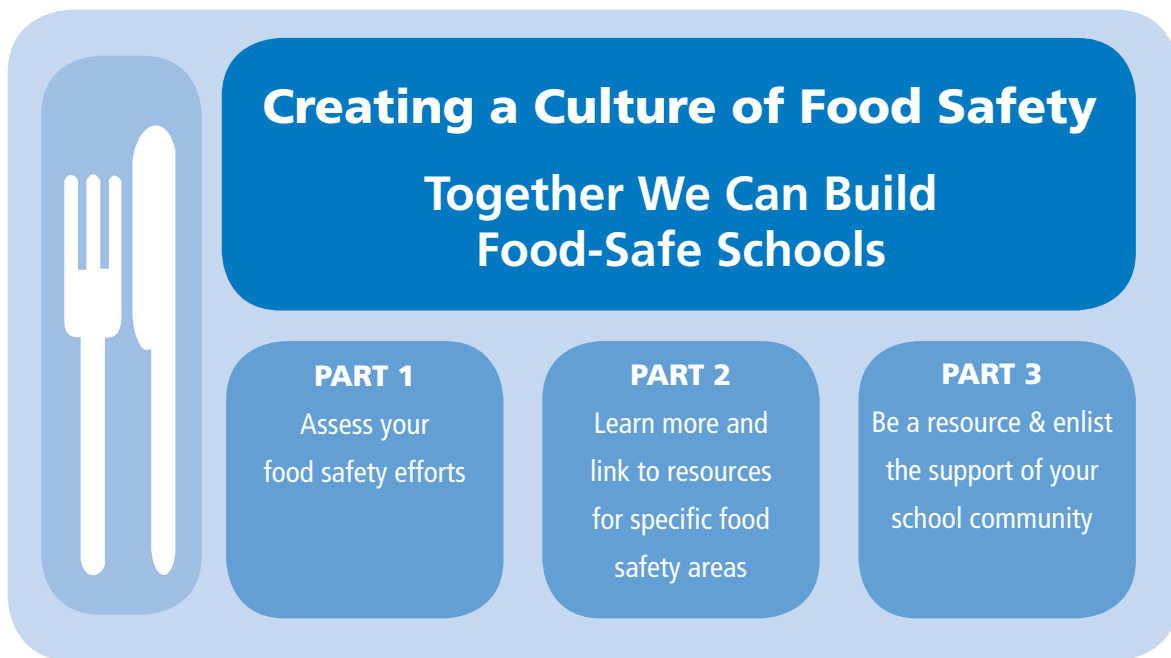 Creating a Culture of Food Safety
Together We Can Build
Food-Safe Schools
PART 1
Assess your
food safety efforts
PART 2
Learn more and
link to resources
for specific food
safety areas
PART 3
Be a resource & enlist
the support of your
school community